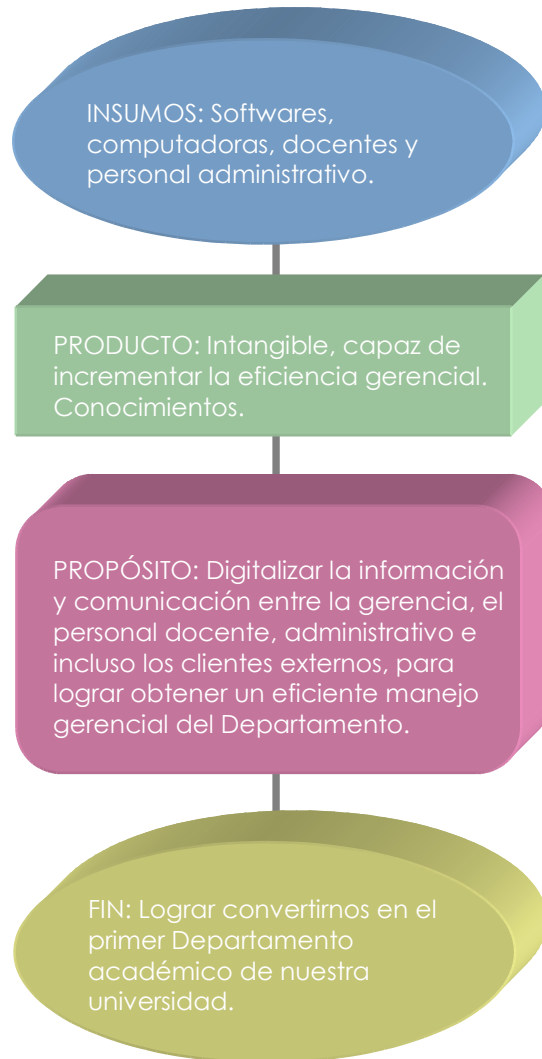 INSUMOS: Softwares,
computadoras, docentes y
personal administrativo.
PRODUCTO: Intangible, capaz de
incrementar la eficiencia gerencial.
Conocimientos.
PROPÓSITO: Digitalizar la información
y comunicación entre la gerencia, el
personal docente, administrativo e
incluso los clientes externos, para
lograr obtener un eficiente manejo
gerencial del Departamento.
FIN: Lograr convertirnos en el
primer Departamento
académico de nuestra
universidad.